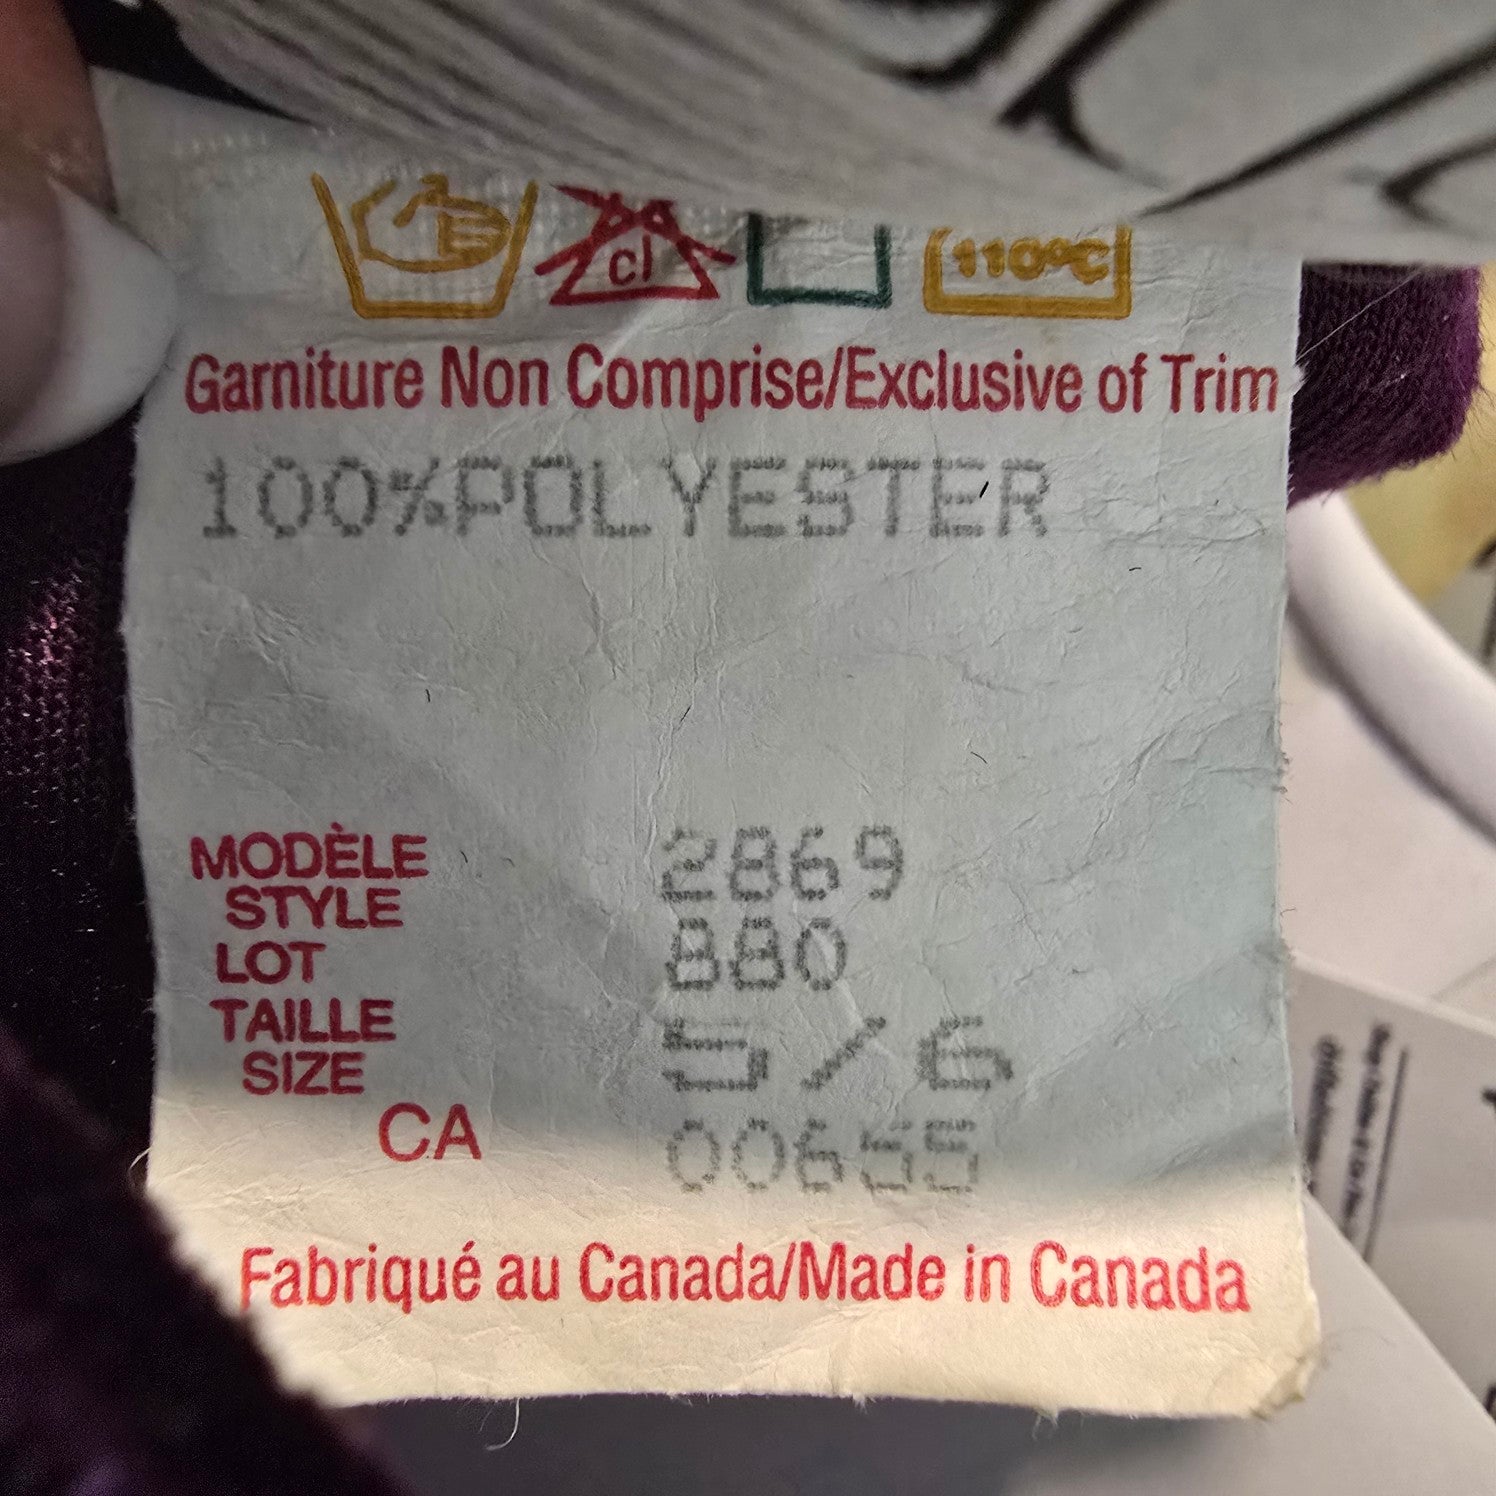 cl
110°C
Garniture Non Comprise/Exclusive of Trim
100%POLYESTER
MODÈLE 2869
STYLE
LOT 880
TAILLE 5/6
SIZE
CA 00655
Fabriqué au Canada/Made in Canada